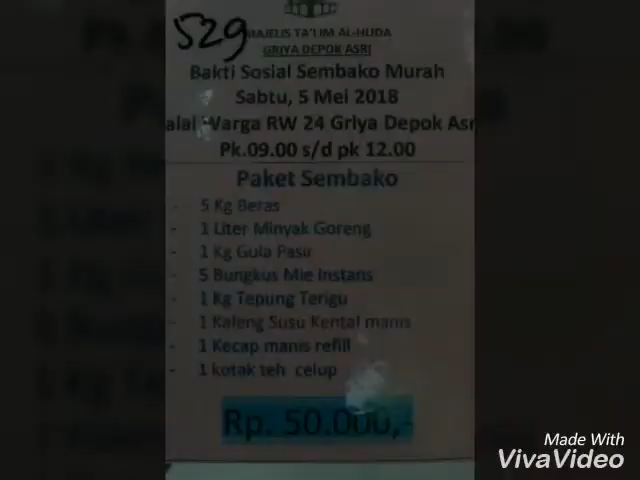 529
MAJELIS TA'LIM AL-HUDA
GRIYA DEPOK ASRI
Bakti Sosial Sembako Murah
Sabtu, 5 Mei 2018
alai Warga RW 24 Griya Depok Asr
Pk.09.00 s/d pk 12.00
Paket Sembako
- 5 Kg Beras
- 1 Liter Minyak Goreng
- 1 Kg Gula Pasir
- 5 Bungkus Mie Instans
- 1 Kg Tepung Terigu
- 1 Kaleng Susu Kental manis
- 1 Kecap manis refill
- 1 kotak teh celup
Rp. 50.000,-
Made With
VivaVideo